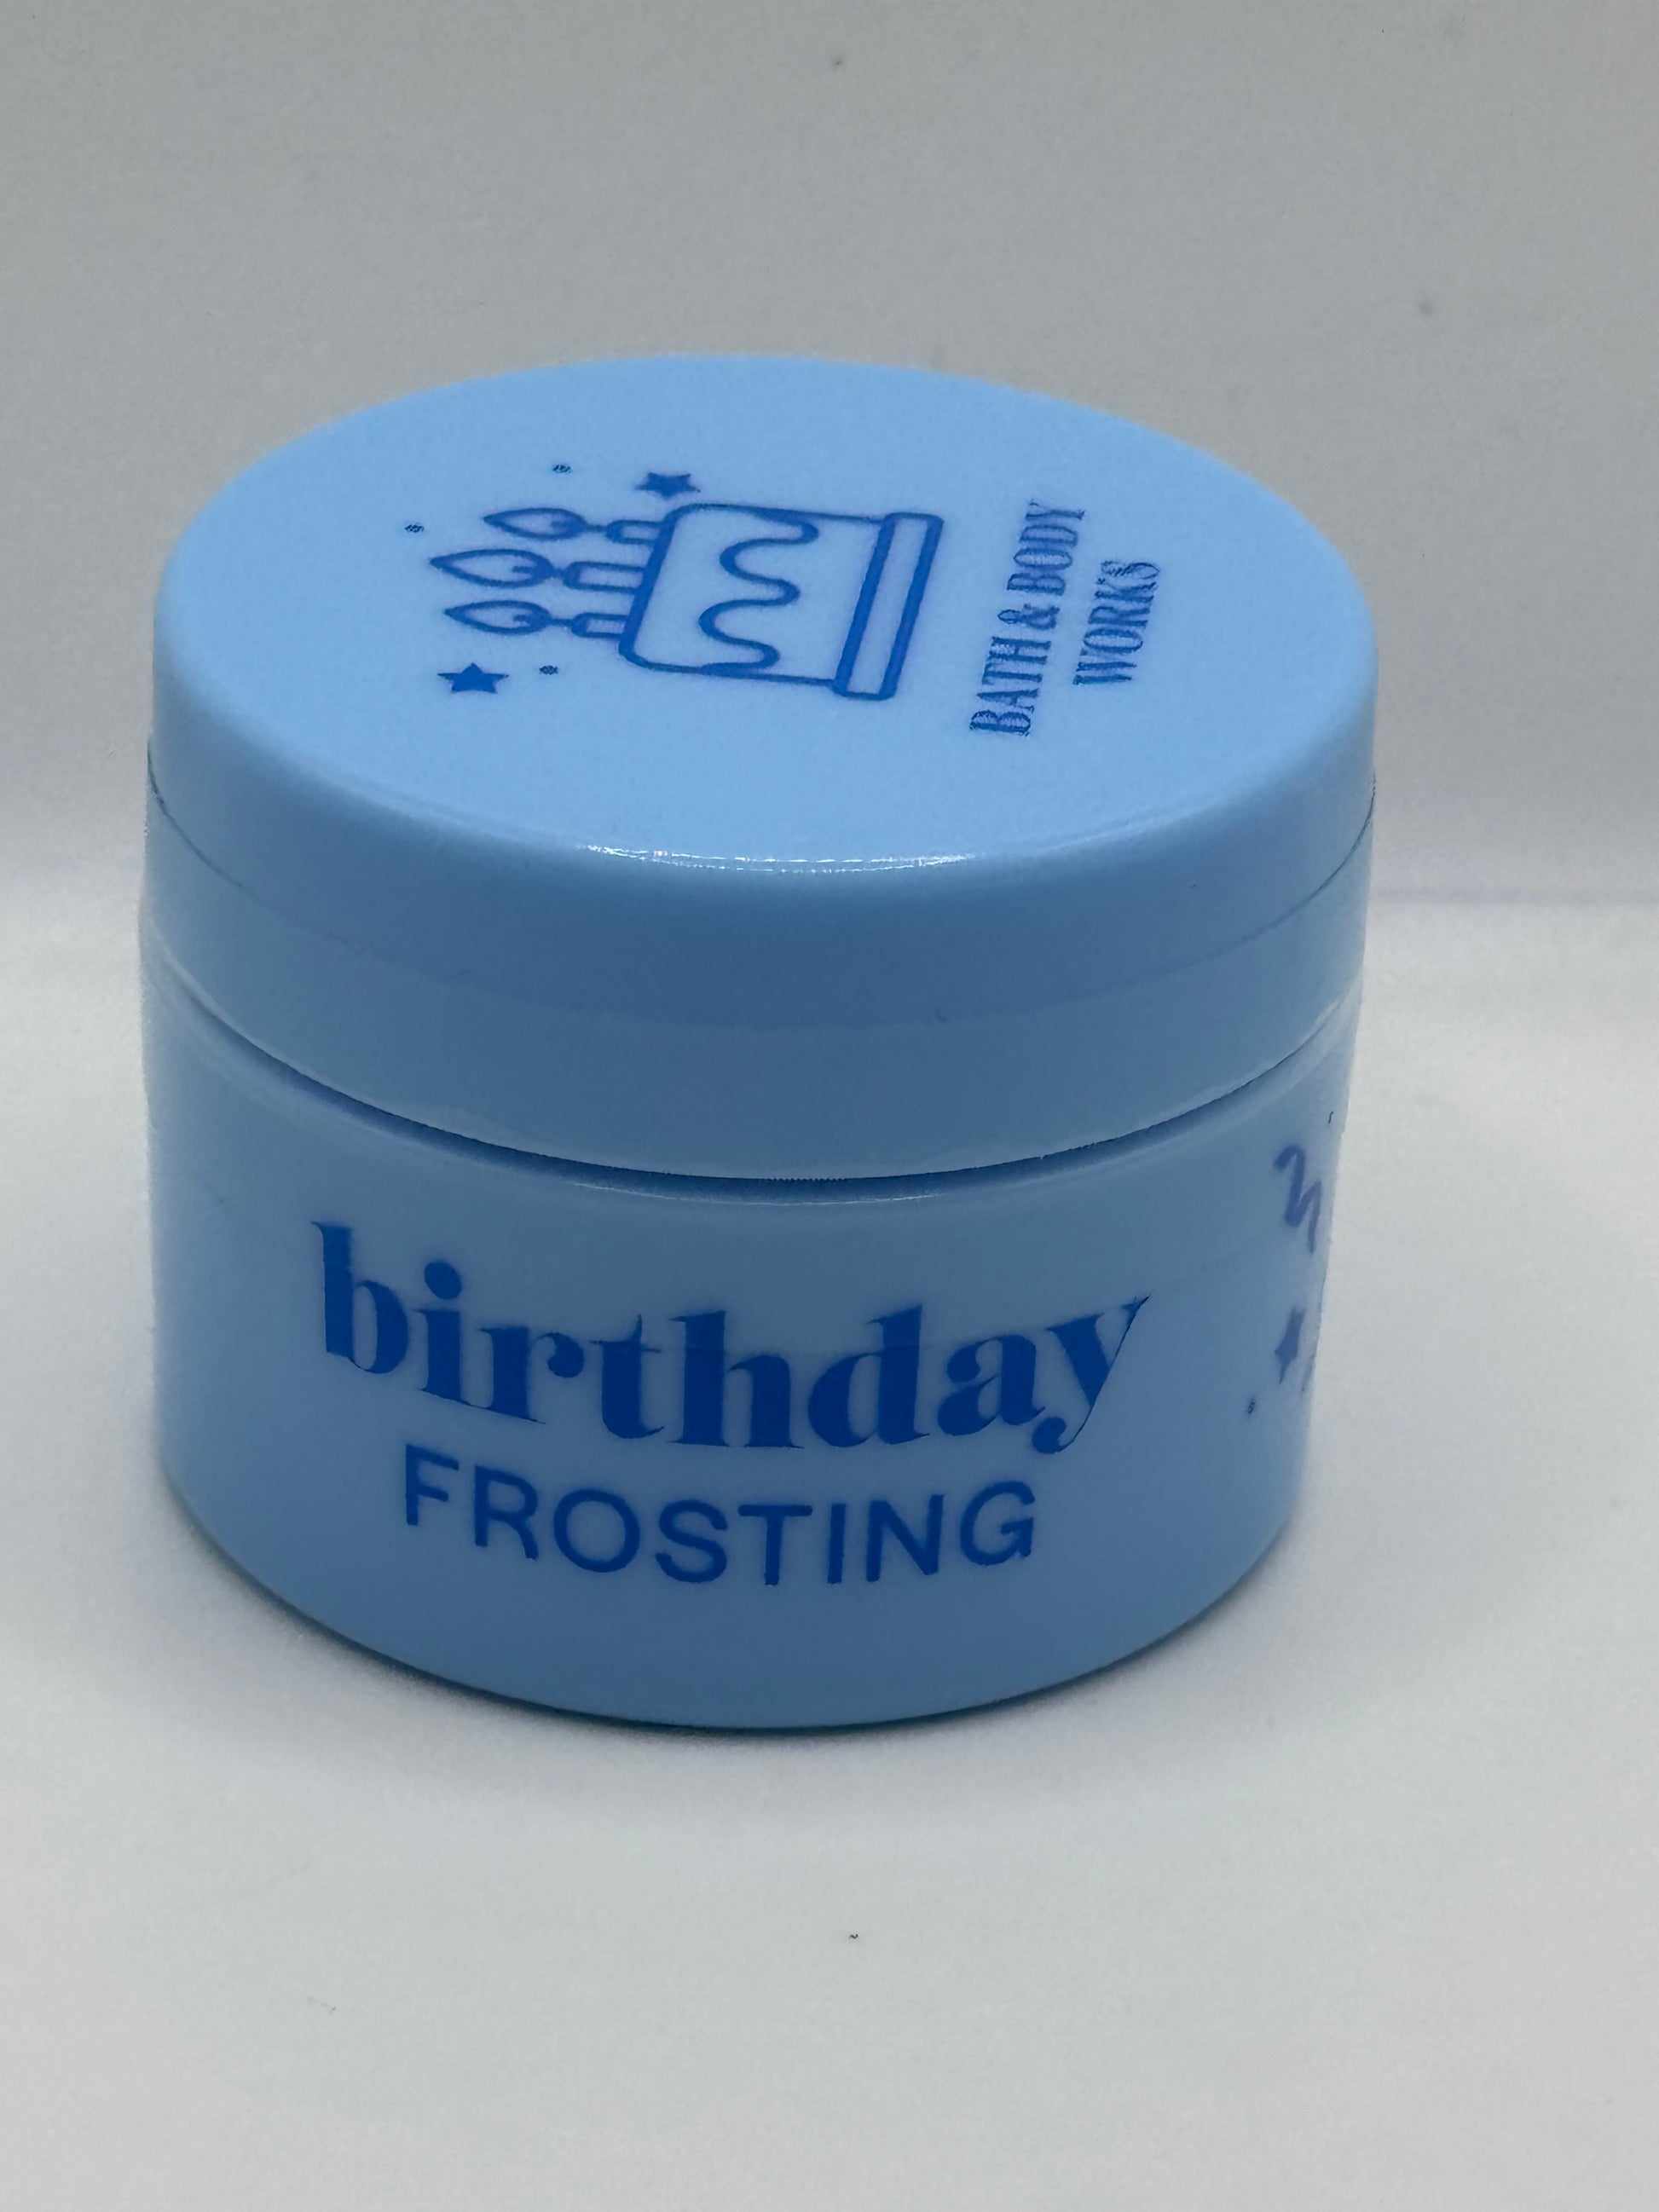 BATH & BODY
WORKS
birthday
FROSTING